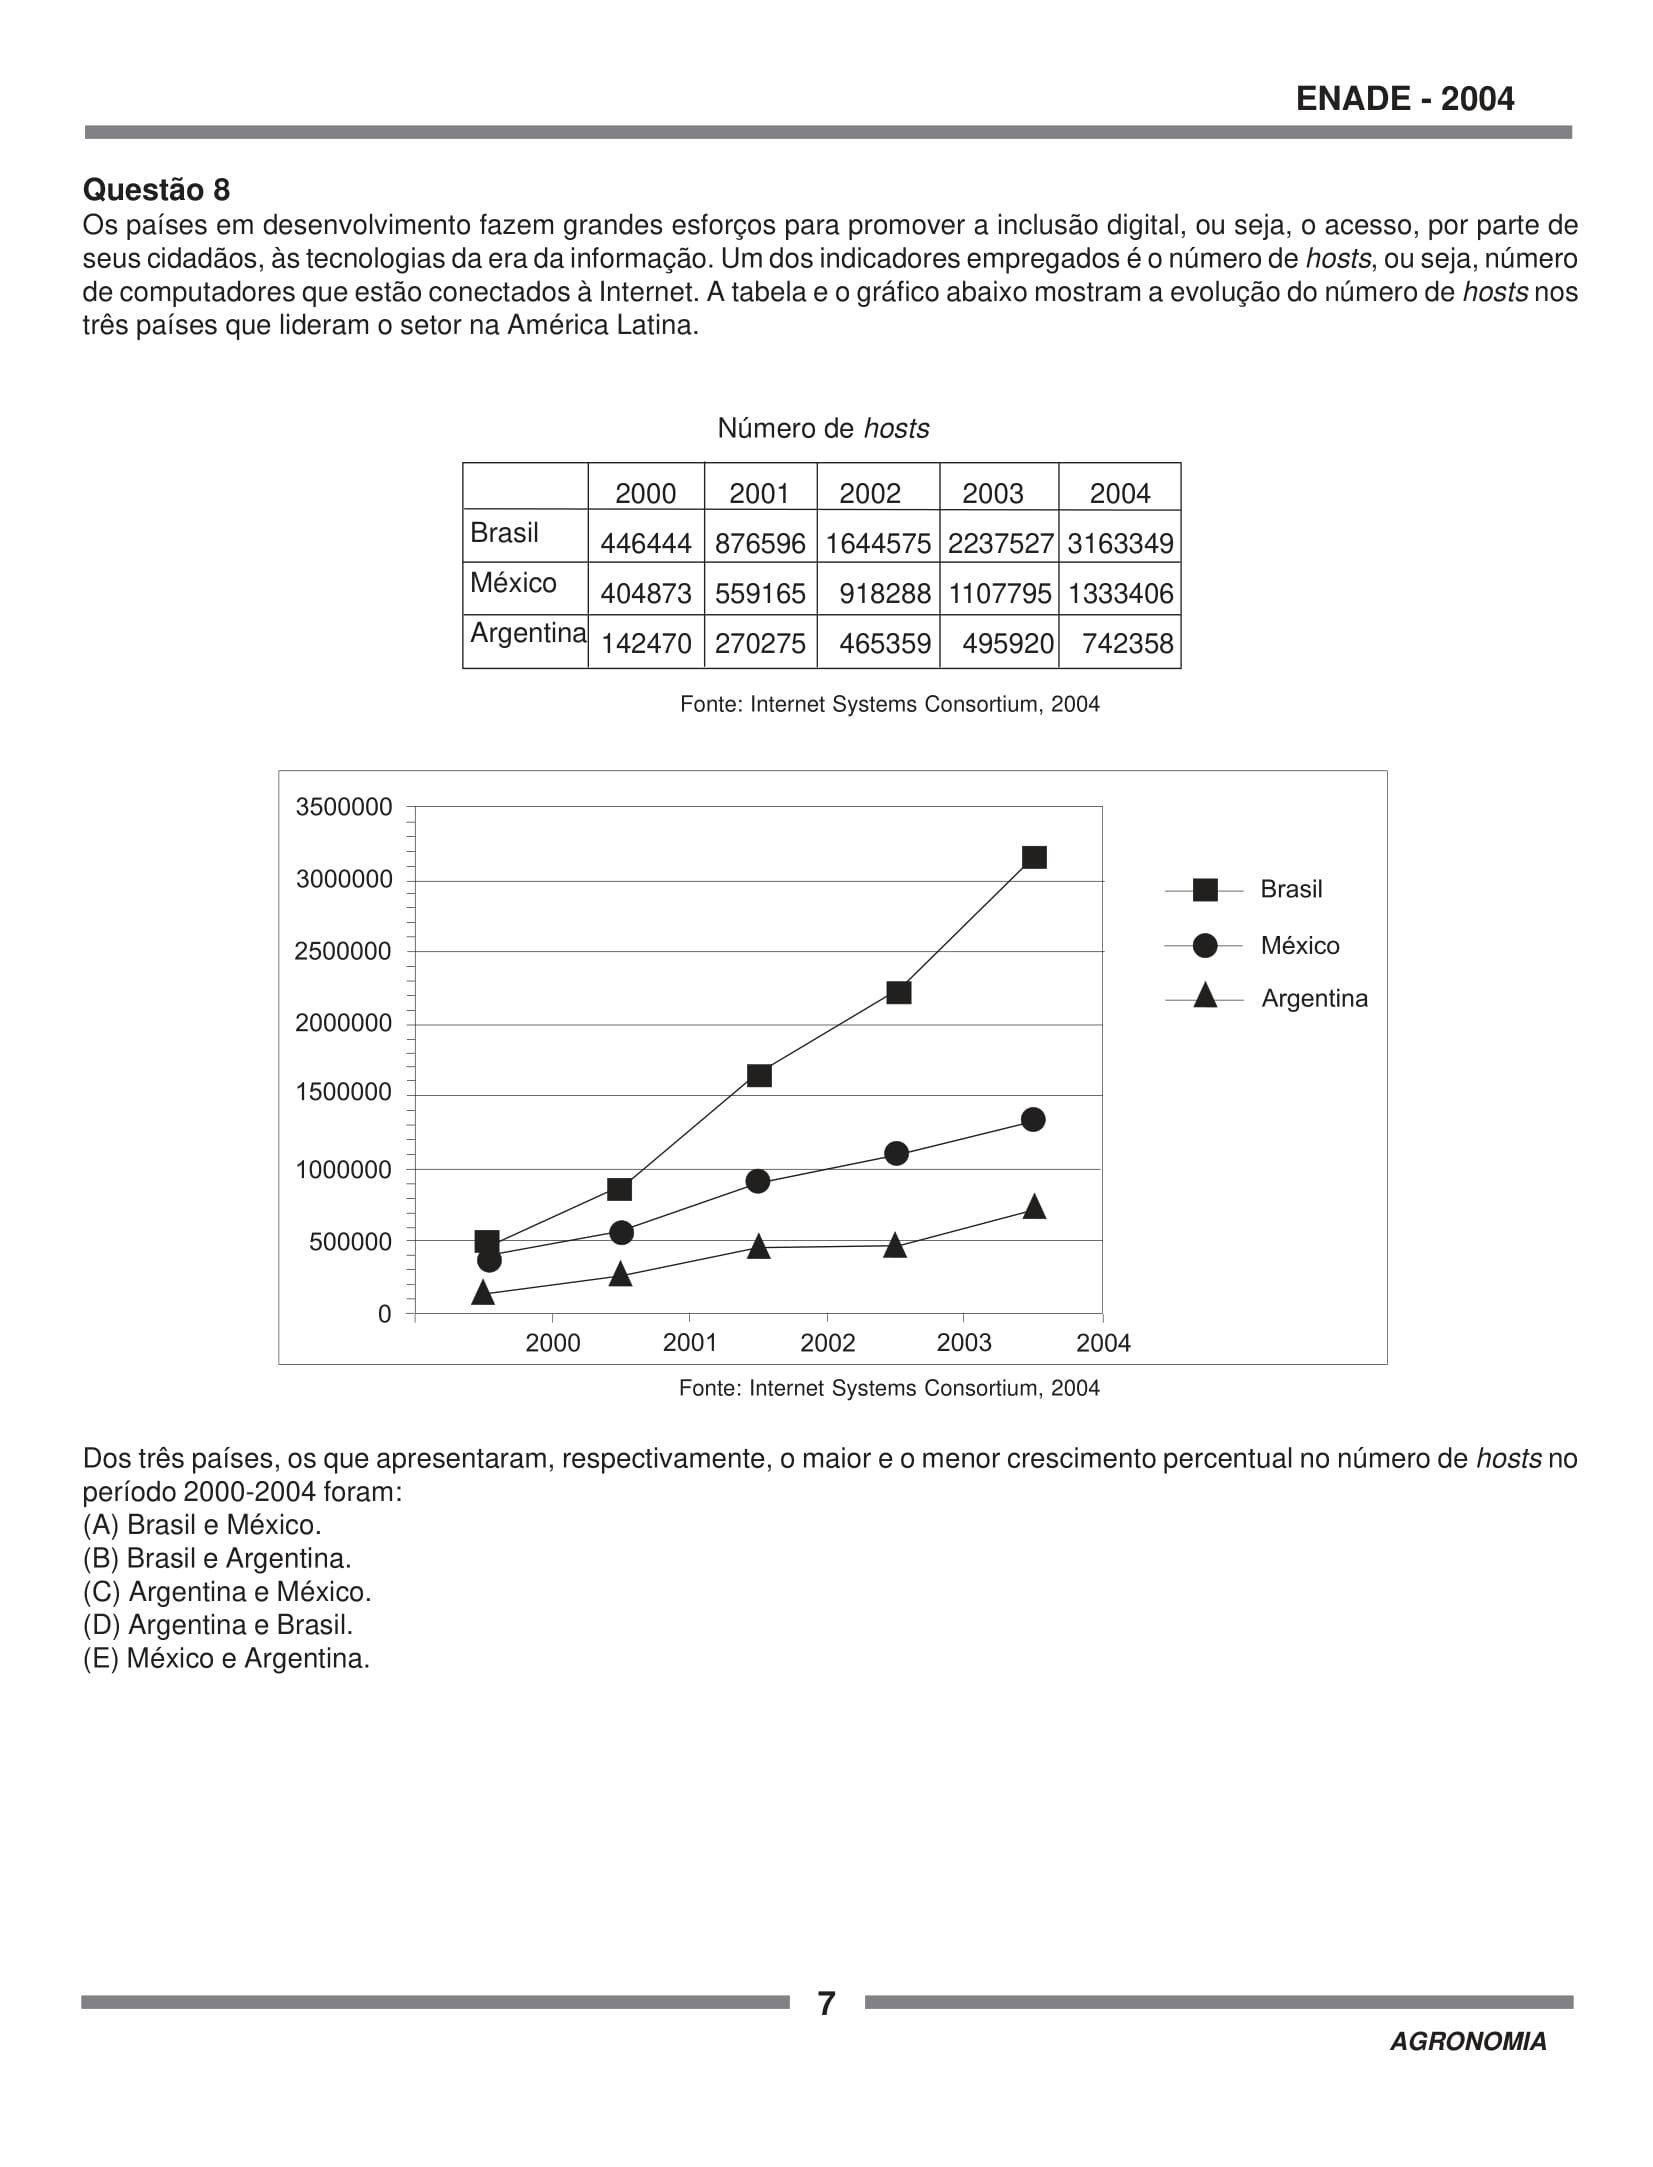 ENADE - 2004
Questão 8
Os países em desenvolvimento fazem grandes esforços para promover a inclusão digital, ou seja, o acesso, por parte de
seus cidadãos, às tecnologias da era da informação. Um dos indicadores empregados é o número de hosts, ou seja, número
de computadores que estão conectados à Internet. A tabela e o gráfico abaixo mostram a evolução do número de hosts nos
três países que lideram o setor na América Latina.
Número de hosts
2000 2001 2002 2003 2004
Brasil 446444 876596 1644575 2237527 3163349
México 404873 559165 918288 1107795 1333406
Argentina 142470 270275 465359 495920 742358
Fonte: Internet Systems Consortium, 2004
3500000
3000000
2500000
2000000
1500000
1000000
500000
0
2000 2001 2002 2003 2004
Brasil
México
Argentina
Fonte: Internet Systems Consortium, 2004
Dos três países, os que apresentaram, respectivamente, o maior e o menor crescimento percentual no número de hosts no
período 2000-2004 foram:
(A) Brasil e México.
(B) Brasil e Argentina.
(C) Argentina e México.
(D) Argentina e Brasil.
(E) México e Argentina.
7
AGRONOMIA